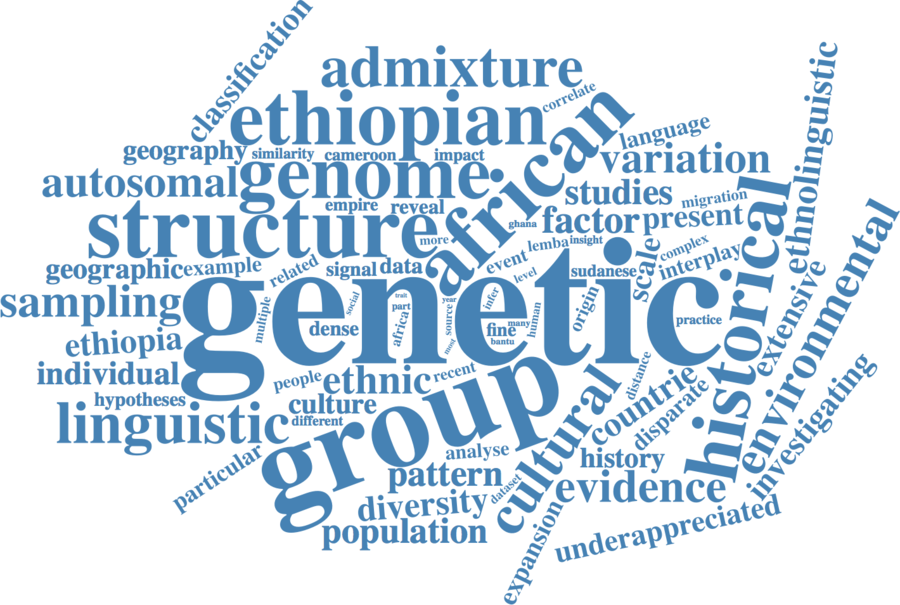 classification
admixture
ethiopian
correlate
african
language
ethnolinguistic
geography
similarity
cameroon
impact
variation
autosomal
genome
studies
migration
empire
reveal
structure
more
ghana
factor
present
historical
environmental
geographic
example
related
signal
data
event
lemba
insight
level
sudanese
scale
complex
interplay
sampling
genetic
multiple
social
trait
part
africa
year
source
most
infer
many
fine
bantu
human
origin
practice
extensive
dense
ethiopia
individual
people
ethnic
recent
distance
disparate
countrie
investigating
hypotheses
culture
different
linguistic
group
cultural
history
particular
analyse
pattern
dataset
evidence
diversity
population
expansion
underappreciated